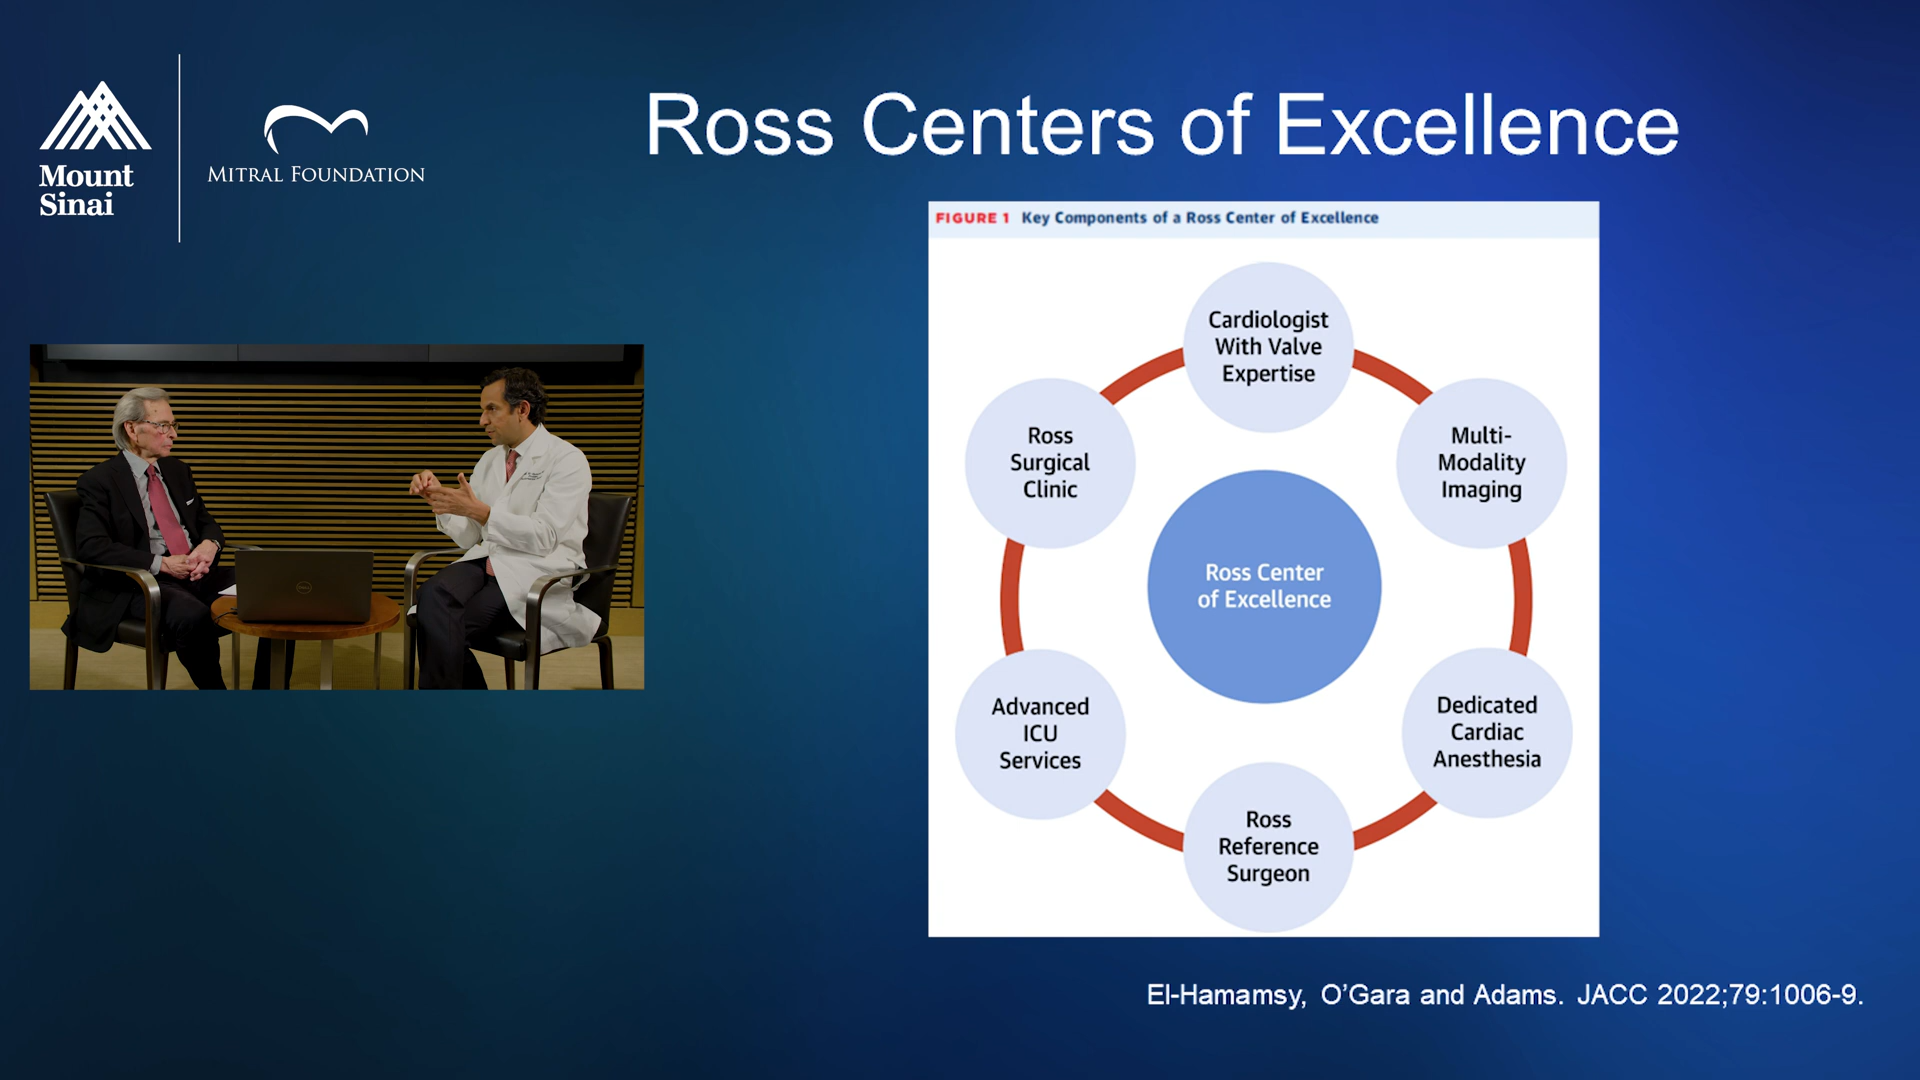 Mount
Sinai
MITRAL FOUNDATION
Ross Centers of Excellence
FIGURE 1 Key Components of a Ross Center of Excellence
Cardiologist
With Valve
Expertise
Multi-
Modality
Imaging
Dedicated
Cardiac
Anesthesia
Ross
Reference
Surgeon
Advanced
ICU
Services
Ross
Surgical
Clinic
Ross Center
of Excellence
El-Hamamsy, O'Gara and Adams. JACC 2022;79:1006-9.